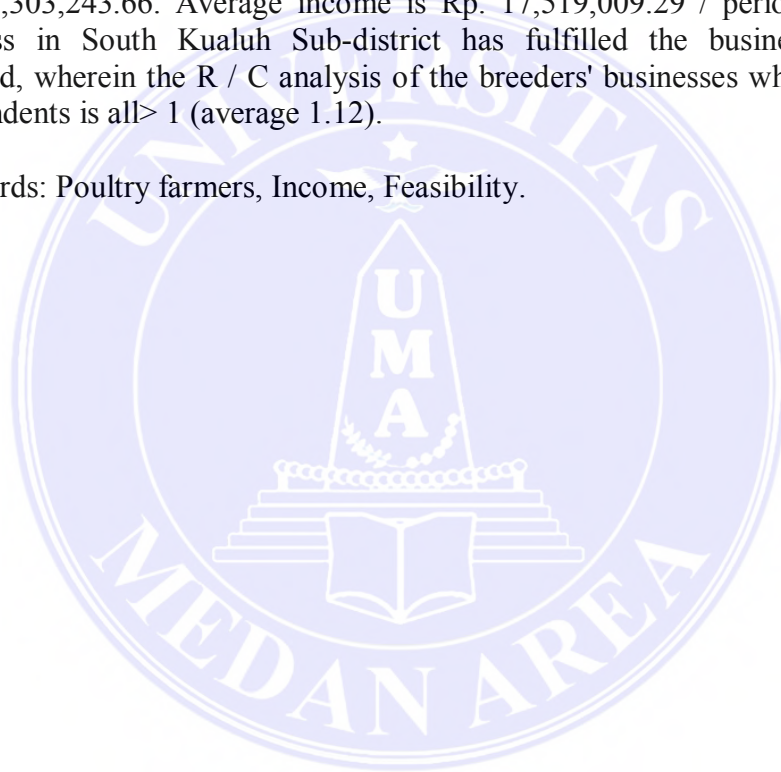 ,303,243.66. Average income is Rp. 17,519,009.29 / perio
ss in South Kualuh Sub-district has fulfilled the busine
d, wherein the R / C analysis of the breeders' businesses wh
ndents is all> 1 (average 1.12).
rds: Poultry farmers, Income, Feasibility.
UNIVERSITAS
UMA
MEDAN AREA